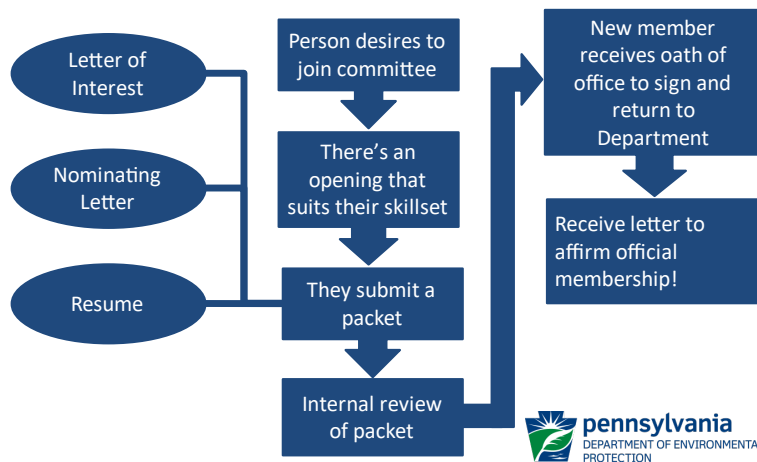 Letter of
Interest
Nominating
Letter
Resume
Person desires to
join committee
There's an
opening that
suits their skillset
They submit a
packet
Internal review
of packet
New member
receives oath of
office to sign and
return to
Department
Receive letter to
affirm official
membership!
pennsylvania
DEPARTMENT OF ENVIRONMENTA
PROTECTION